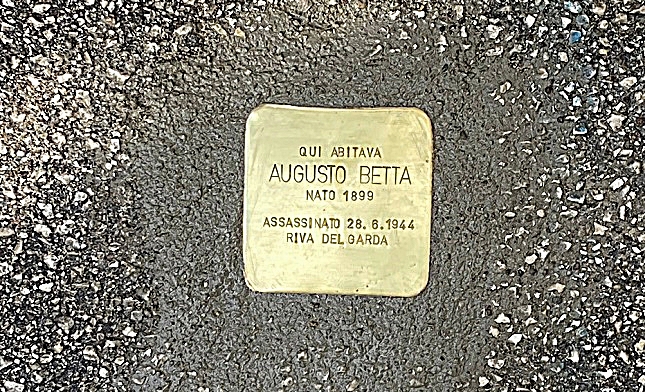 QUI ABITAVA
AUGUSTO BETTA
NATO 1899
ASSASSINATO 28.6.1944
RIVA DEL GARDA